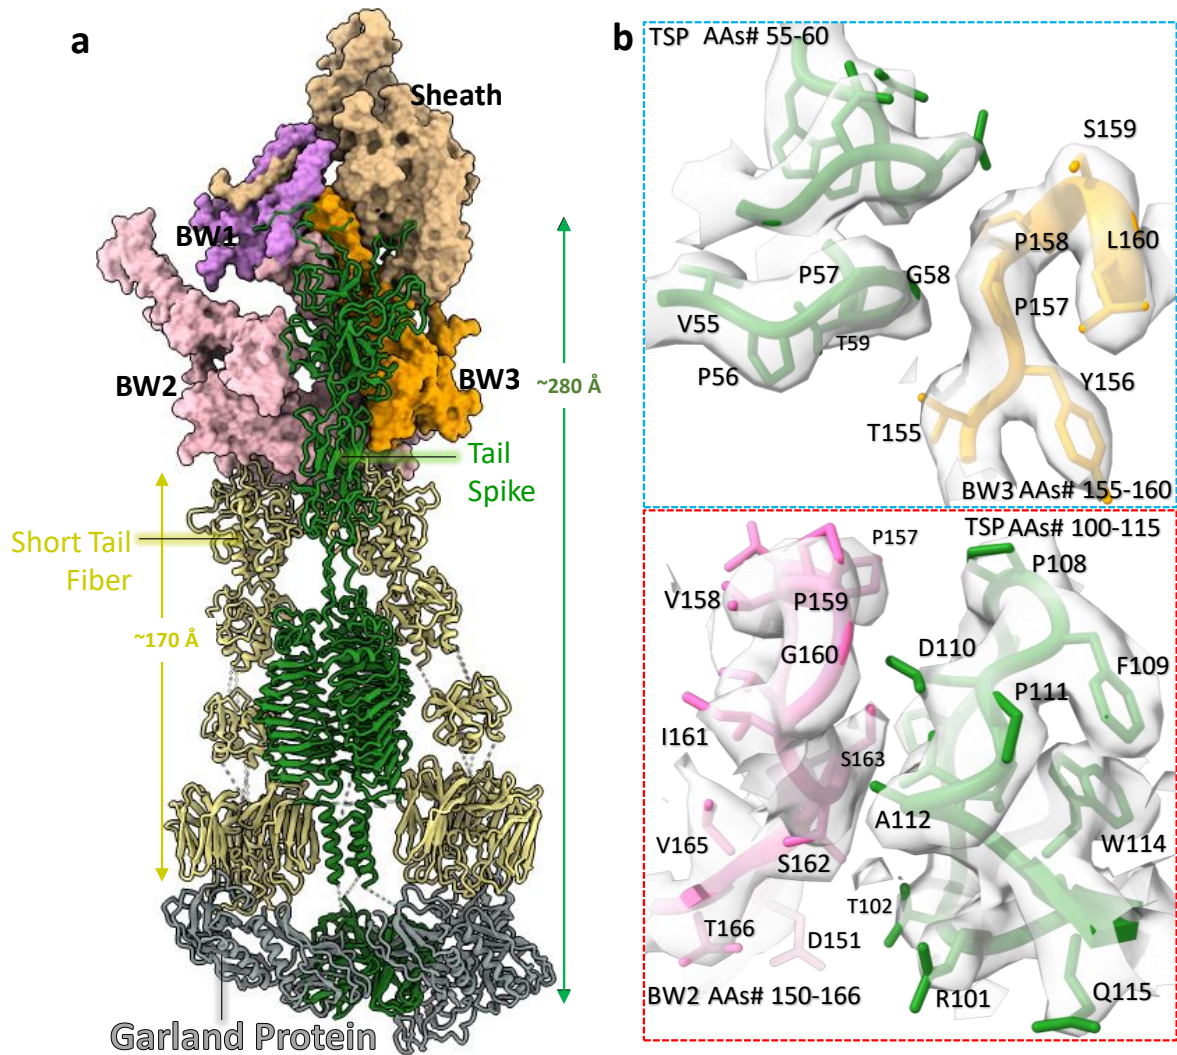 a
Sheath
BW1
BW2
BW3
~280 Å
Tail
Spike
Short Tail
Fiber
~170 Å
Garland Protein
b
TSP AAs# 55-60
S159
P158
L160
P57
G58
P157
V55
T59
P56
Y156
T155
BW3 AAs# 155-160
TSP AAs# 100-115
P157
P108
V158
P159
G160
D110
F109
P111
I161
S163
A112
V165
S162
W114
T102
T166
D151
R101
Q115
BW2 AAs# 150-166